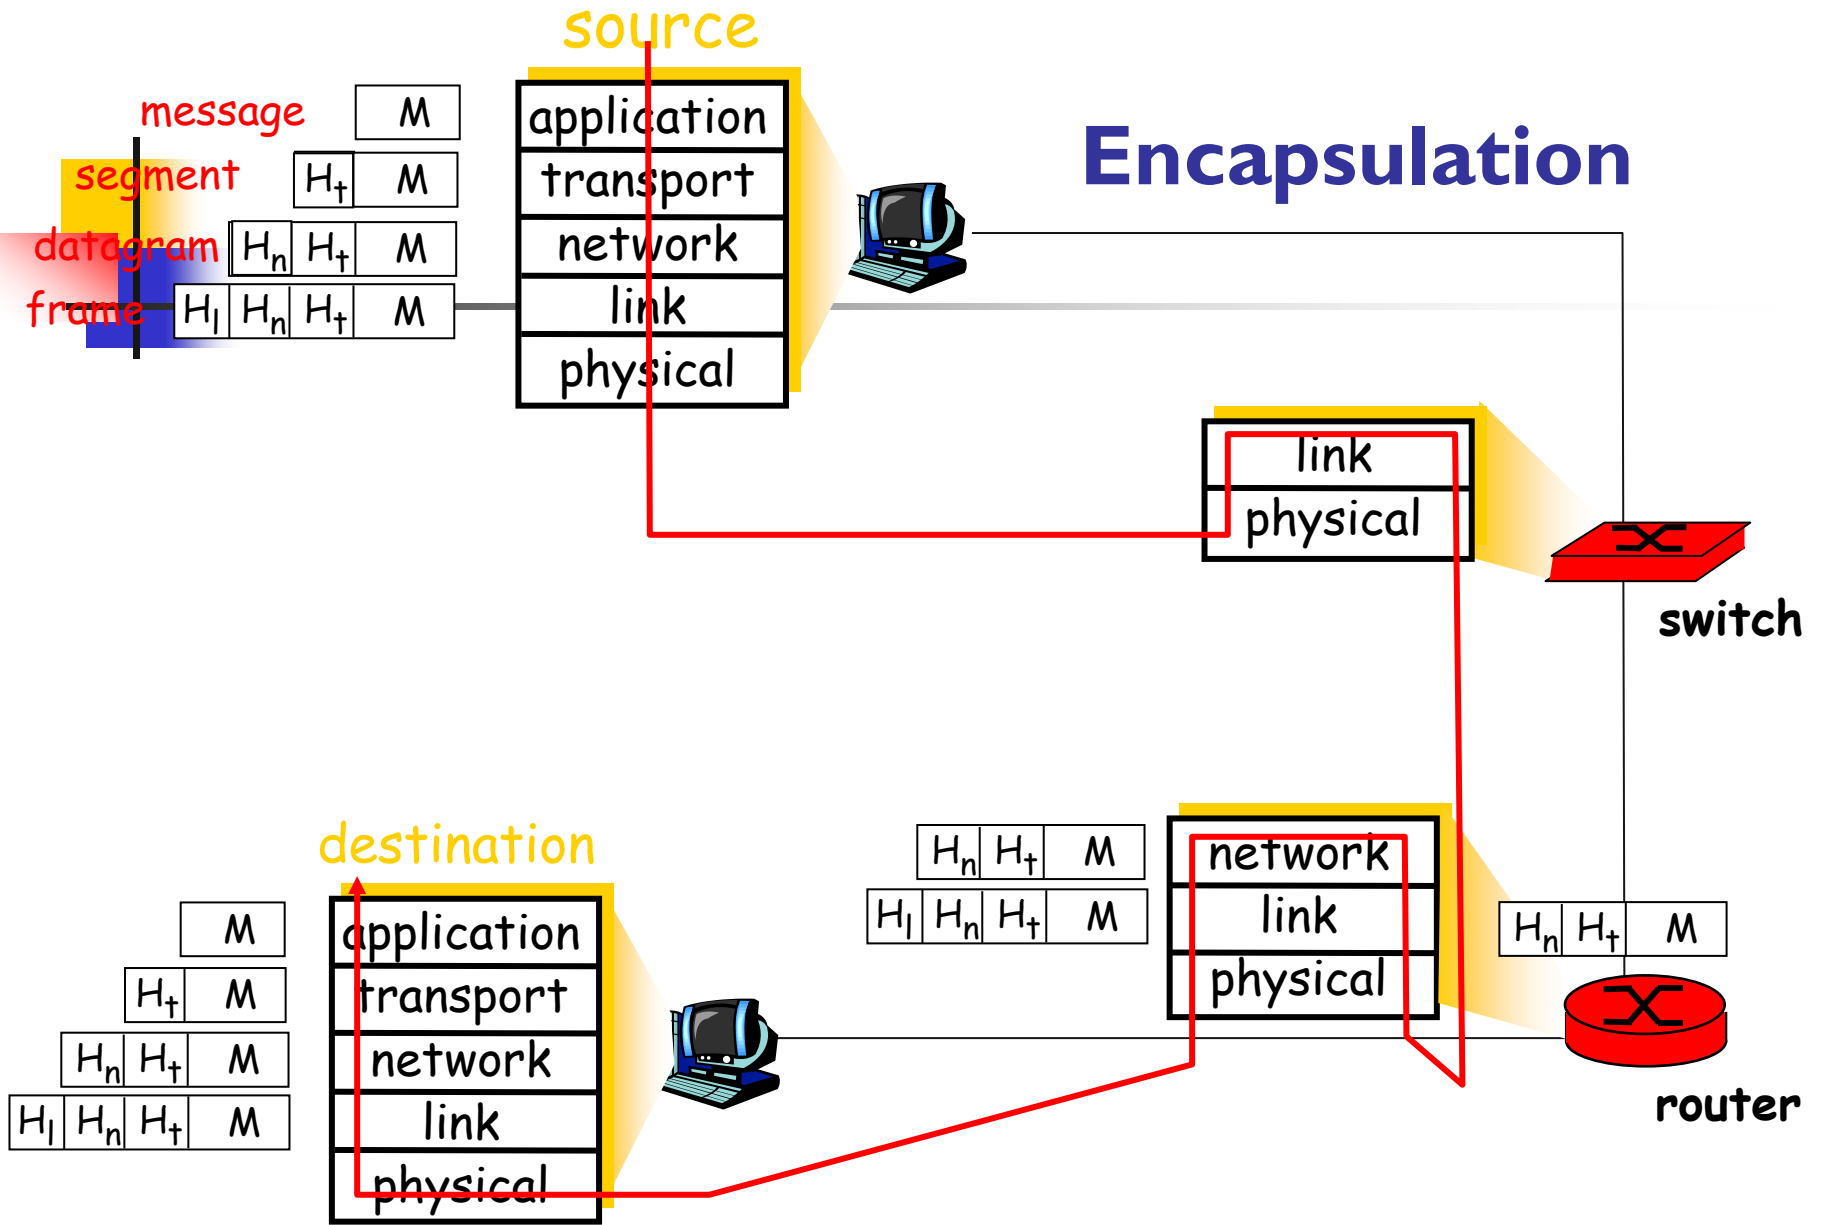 source
message M application
segment Ht M transport
datagram Hn Ht M network
frame Hl Hn Ht M link
physical
Encapsulation
link
physical
switch
destination
M application
Ht M transport
Hn Ht M network
Hl Hn Ht M link
physical
Hn Ht M network
Hl Hn Ht M link
physical
Hn Ht M
router